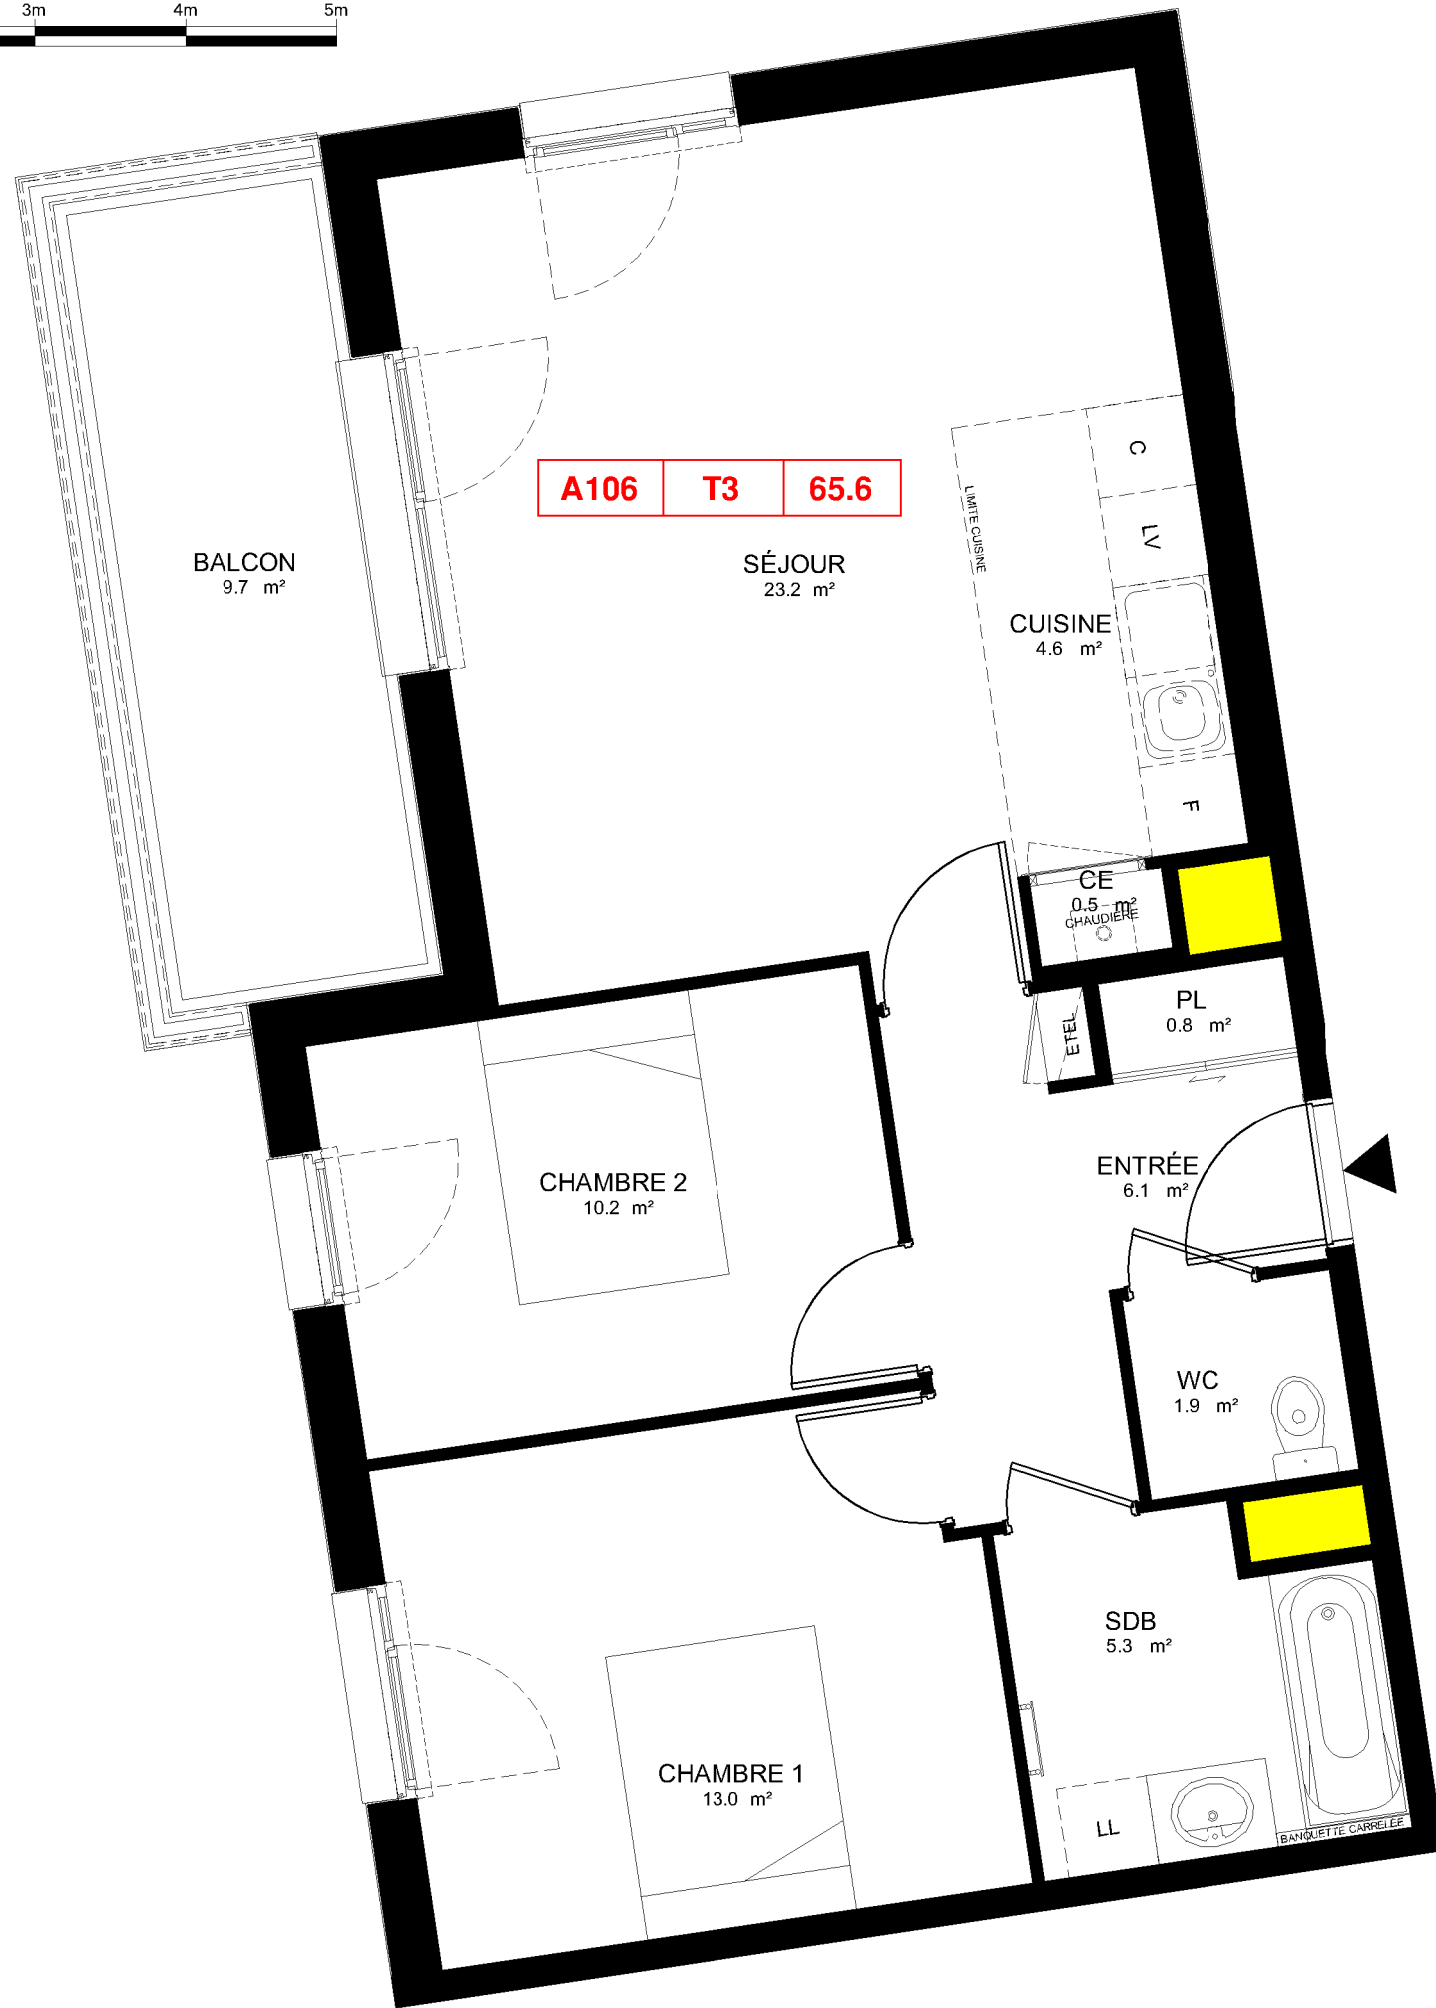 3m 4m 5m
A106 T3 65.6
C
LV
LIMITE CUISINE
BALCON
9.7 m²
SÉJOUR
23.2 m²
CUISINE
4.6 m²
F
CE
0.5 m²
CHAUDIERE
PL
0.8 m²
ETEL
ENTRÉE
6.1 m²
CHAMBRE 2
10.2 m²
WC
1.9 m²
SDB
5.3 m²
CHAMBRE 1
13.0 m²
LL
BANQUETTE CARRELÉE